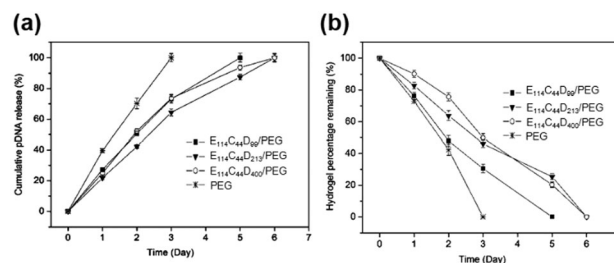 (a)
100
80
60
40
20
0
Cumulative pDNA release (%)
E114C44D99/PEG
E114C44D213/PEG
E114C44D400/PEG
PEG
0 1 2 3 4 5 6 7
Time (Day)
(b)
100
80
60
40
20
0
Hydrogel percentage remaining (%)
E114C44D99/PEG
E114C44D213/PEG
E114C44D400/PEG
PEG
0 1 2 3 4 5 6
Time (Day)